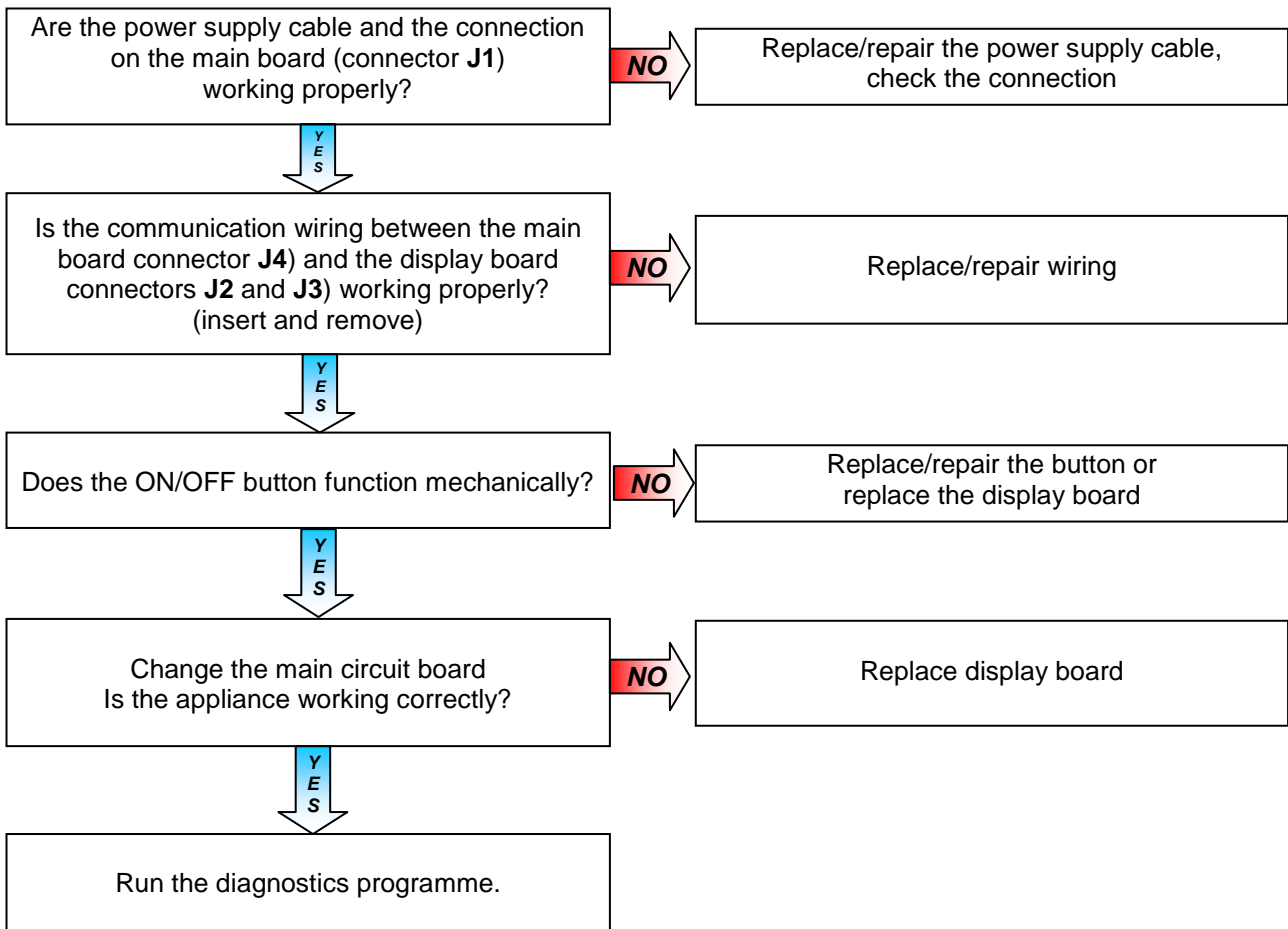 Are the power supply cable and the connection
on the main board (connector J1)
working properly?
NO
Replace/repair the power supply cable,
check the connection
YES
Is the communication wiring between the main
board connector J4) and the display board
connectors J2 and J3) working properly?
(insert and remove)
NO
Replace/repair wiring
YES
Does the ON/OFF button function mechanically?
NO
Replace/repair the button or
replace the display board
YES
Change the main circuit board
Is the appliance working correctly?
NO
Replace display board
YES
Run the diagnostics programme.